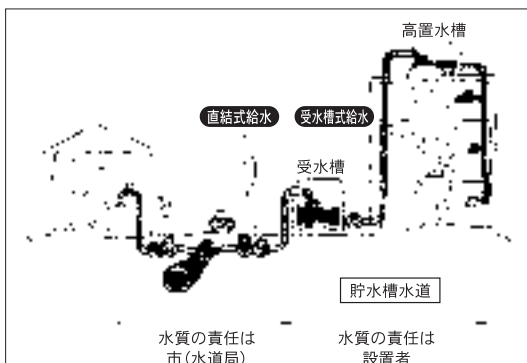 高置水槽
直結式給水
受水槽式給水
受水槽
貯水槽水道
水質の責任は
市(水道局)
水質の責任は
設置者